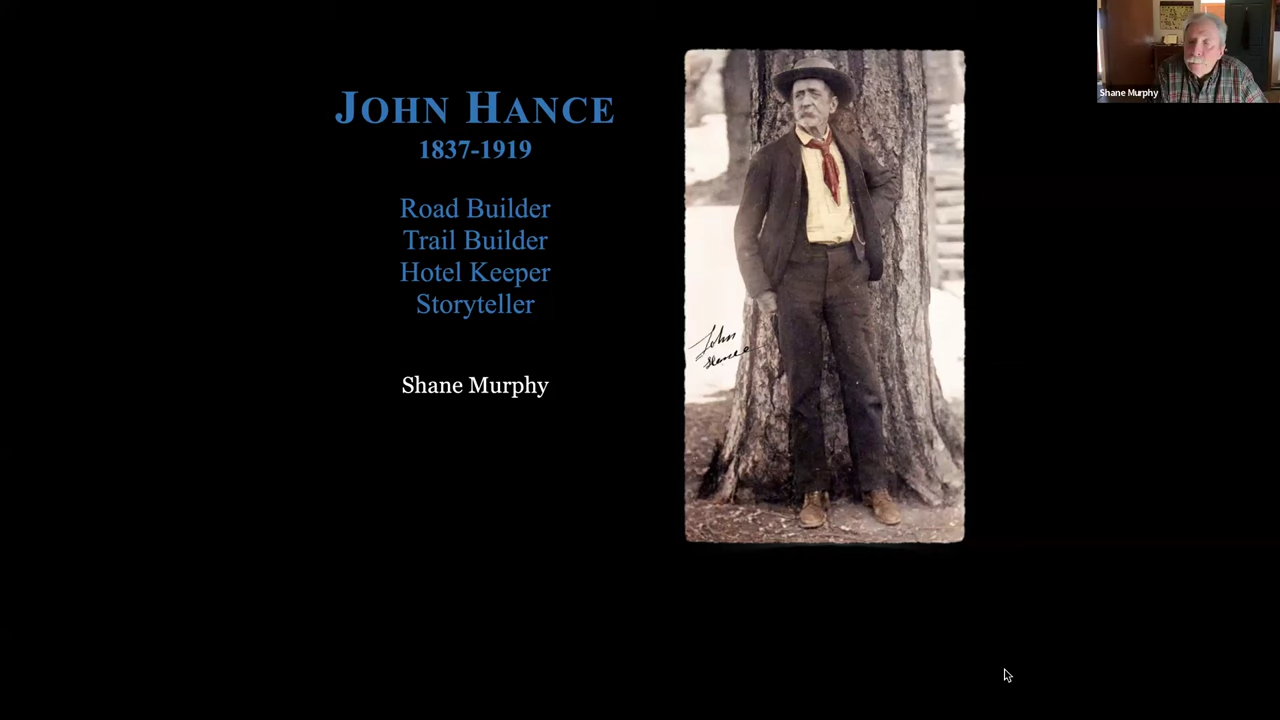 JOHN HANCE
1837-1919
Road Builder
Trail Builder
Hotel Keeper
Storyteller
Shane Murphy
John
Hance
Shane Murphy